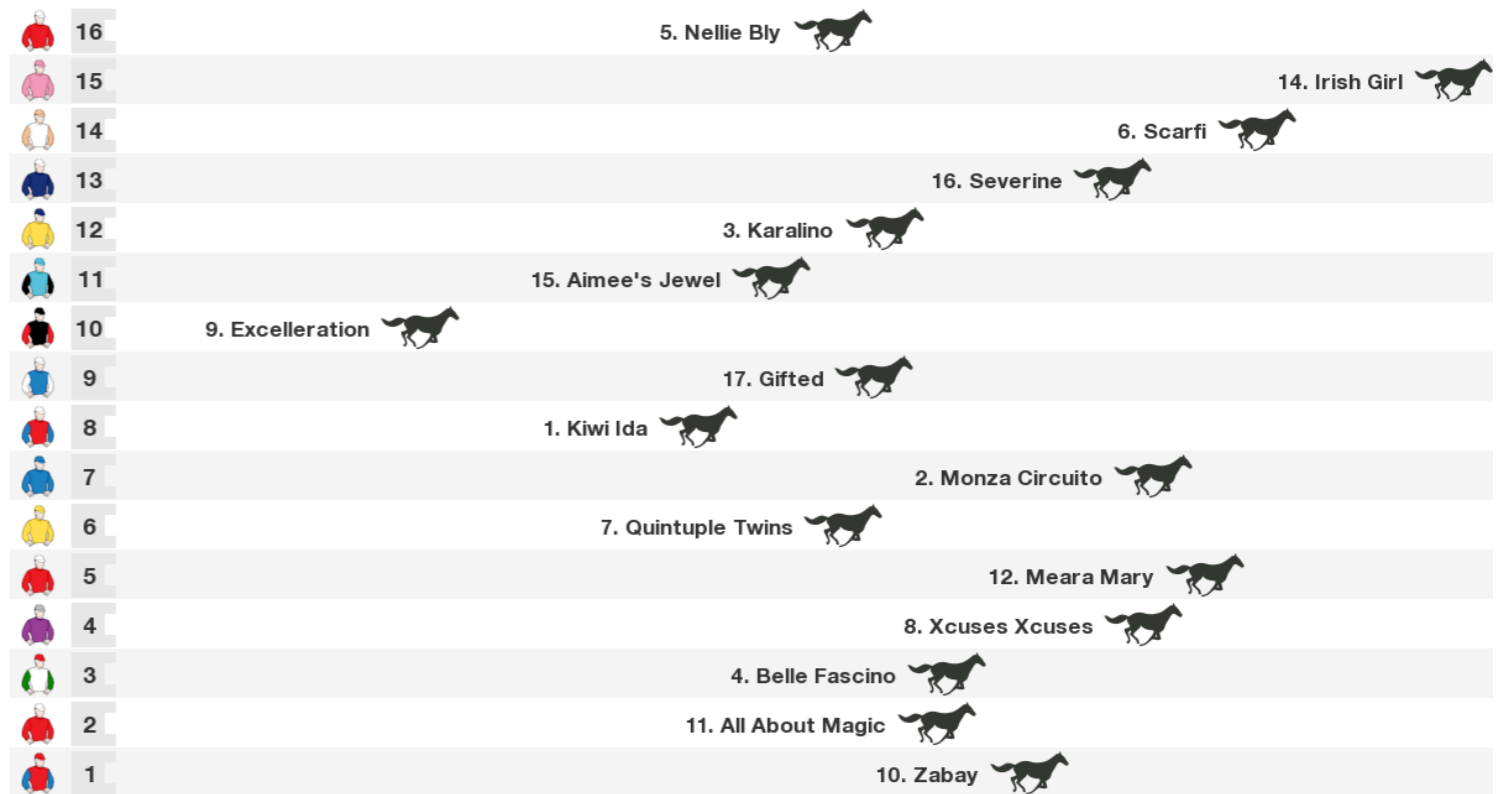 16 5. Nellie Bly
15 14. Irish Girl
14 6. Scarfi
13 16. Severine
12 3. Karalino
11 15. Aimee's Jewel
10 9. Excelleration
9 17. Gifted
8 1. Kiwi Ida
7 2. Monza Circuito
6 7. Quintuple Twins
5 12. Meara Mary
4 8. Xcuses Xcuses
3 4. Belle Fascino
2 11. All About Magic
1 10. Zabay